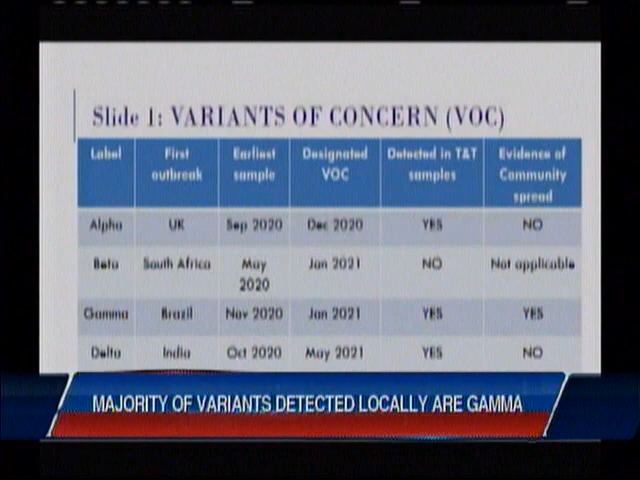 Slide 1: VARIANTS OF CONCERN (VOC)
Label First outbreak Earliest sample Designated VOC Detected in T&T samples Evidence of Community spread
Alpha UK Sep 2020 Dec 2020 YES NO
Beta South Africa May 2020 Jan 2021 NO Not applicable
Gamma Brazil Nov 2020 Jan 2021 YES YES
Delta India Oct 2020 May 2021 YES NO
MAJORITY OF VARIANTS DETECTED LOCALLY ARE GAMMA